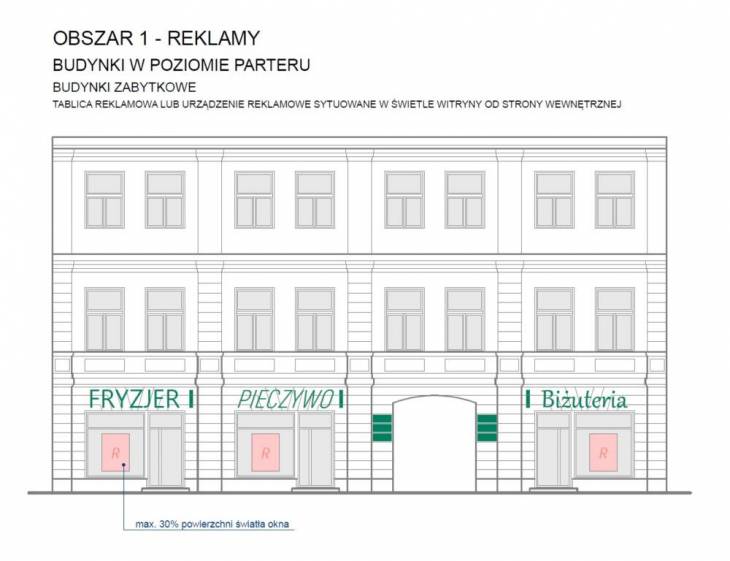 OBSZAR 1 - REKLAMY
BUDYNKI W POZIOMIE PARTERU
BUDYNKI ZABYTKOWE
TABLICA REKLAMOWA LUB URZĄDZENIE REKLAMOWE SYTUOWANE W ŚWIETLE WITRYNY OD STRONY WEWNĘTRZNEJ
FRYZJER PIECZYWO Biżuteria
R R R
max. 30% powierzchni światła okna